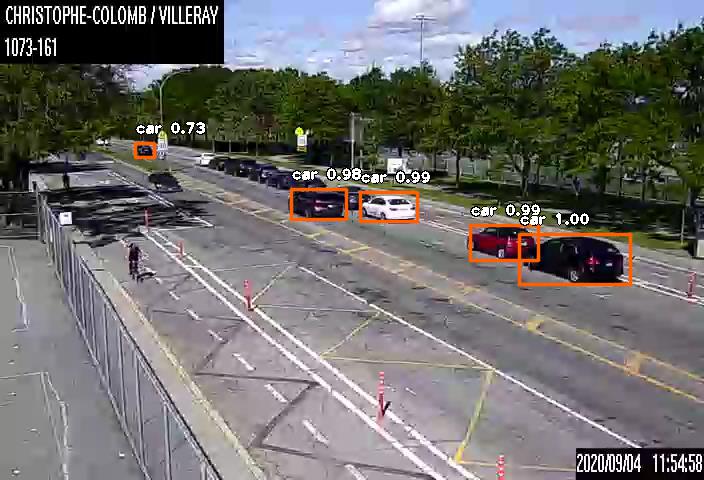 CHRISTOPHE-COLOMB / VILLERAY
1073-161
car 0.73
car 0.98
car 0.99
car 0.99
car 1.00
2020/09/04 11:54:58